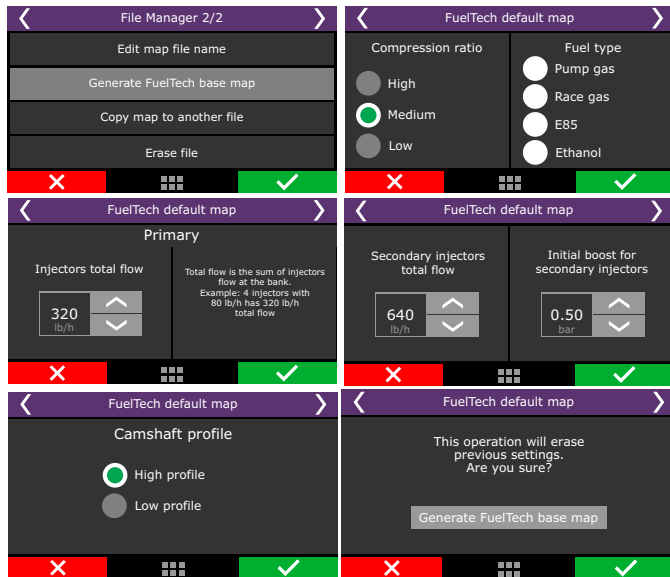 File Manager 2/2
Edit map file name
Generate FuelTech base map
Copy map to another file
Erase file
FuelTech default map
Compression ratio
High
Medium
Low
Fuel type
Pump gas
Race gas
E85
Ethanol
FuelTech default map
Primary
Injectors total flow
320
lb/h
Total flow is the sum of injectors
flow at the bank.
Example: 4 injectors with
80 lb/h has 320 lb/h
total flow
FuelTech default map
Secondary injectors
total flow
640
lb/h
Initial boost for
secondary injectors
0.50
bar
FuelTech default map
Camshaft profile
High profile
Low profile
FuelTech default map
This operation will erase
previous settings.
Are you sure?
Generate FuelTech base map